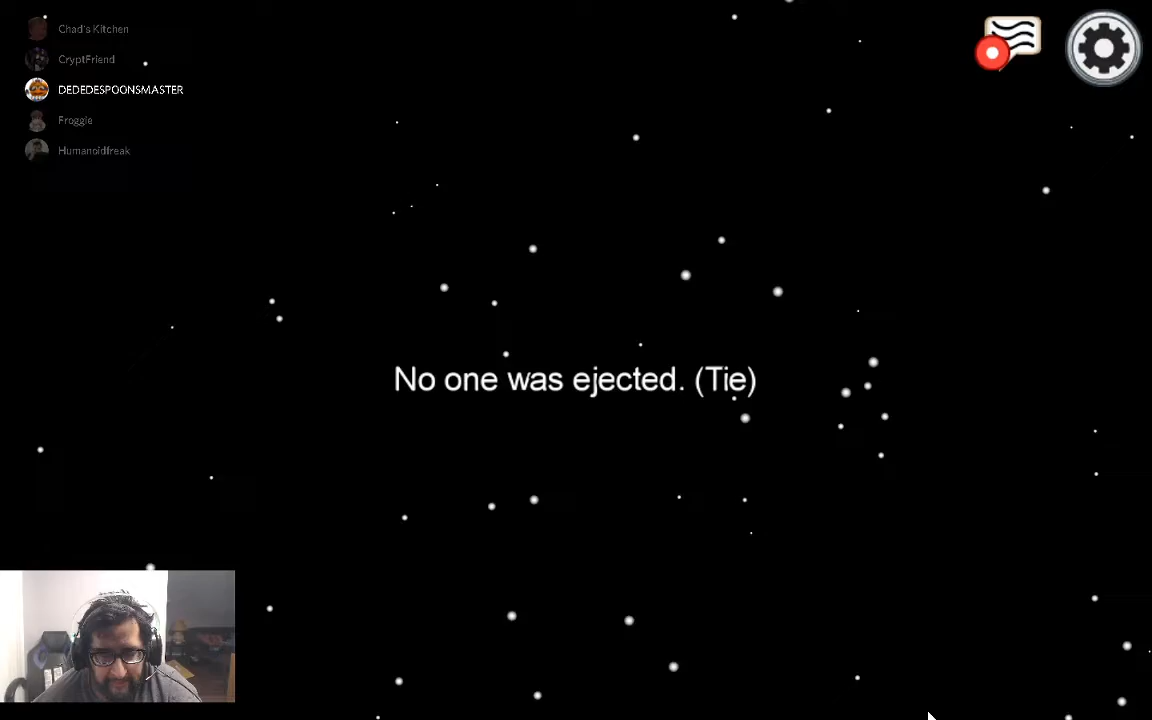 Chad's Kitchen
CryptFriend
DEDEDESPOONSMASTER
Froggie
Humanoidfreak
No one was ejected. (Tie)